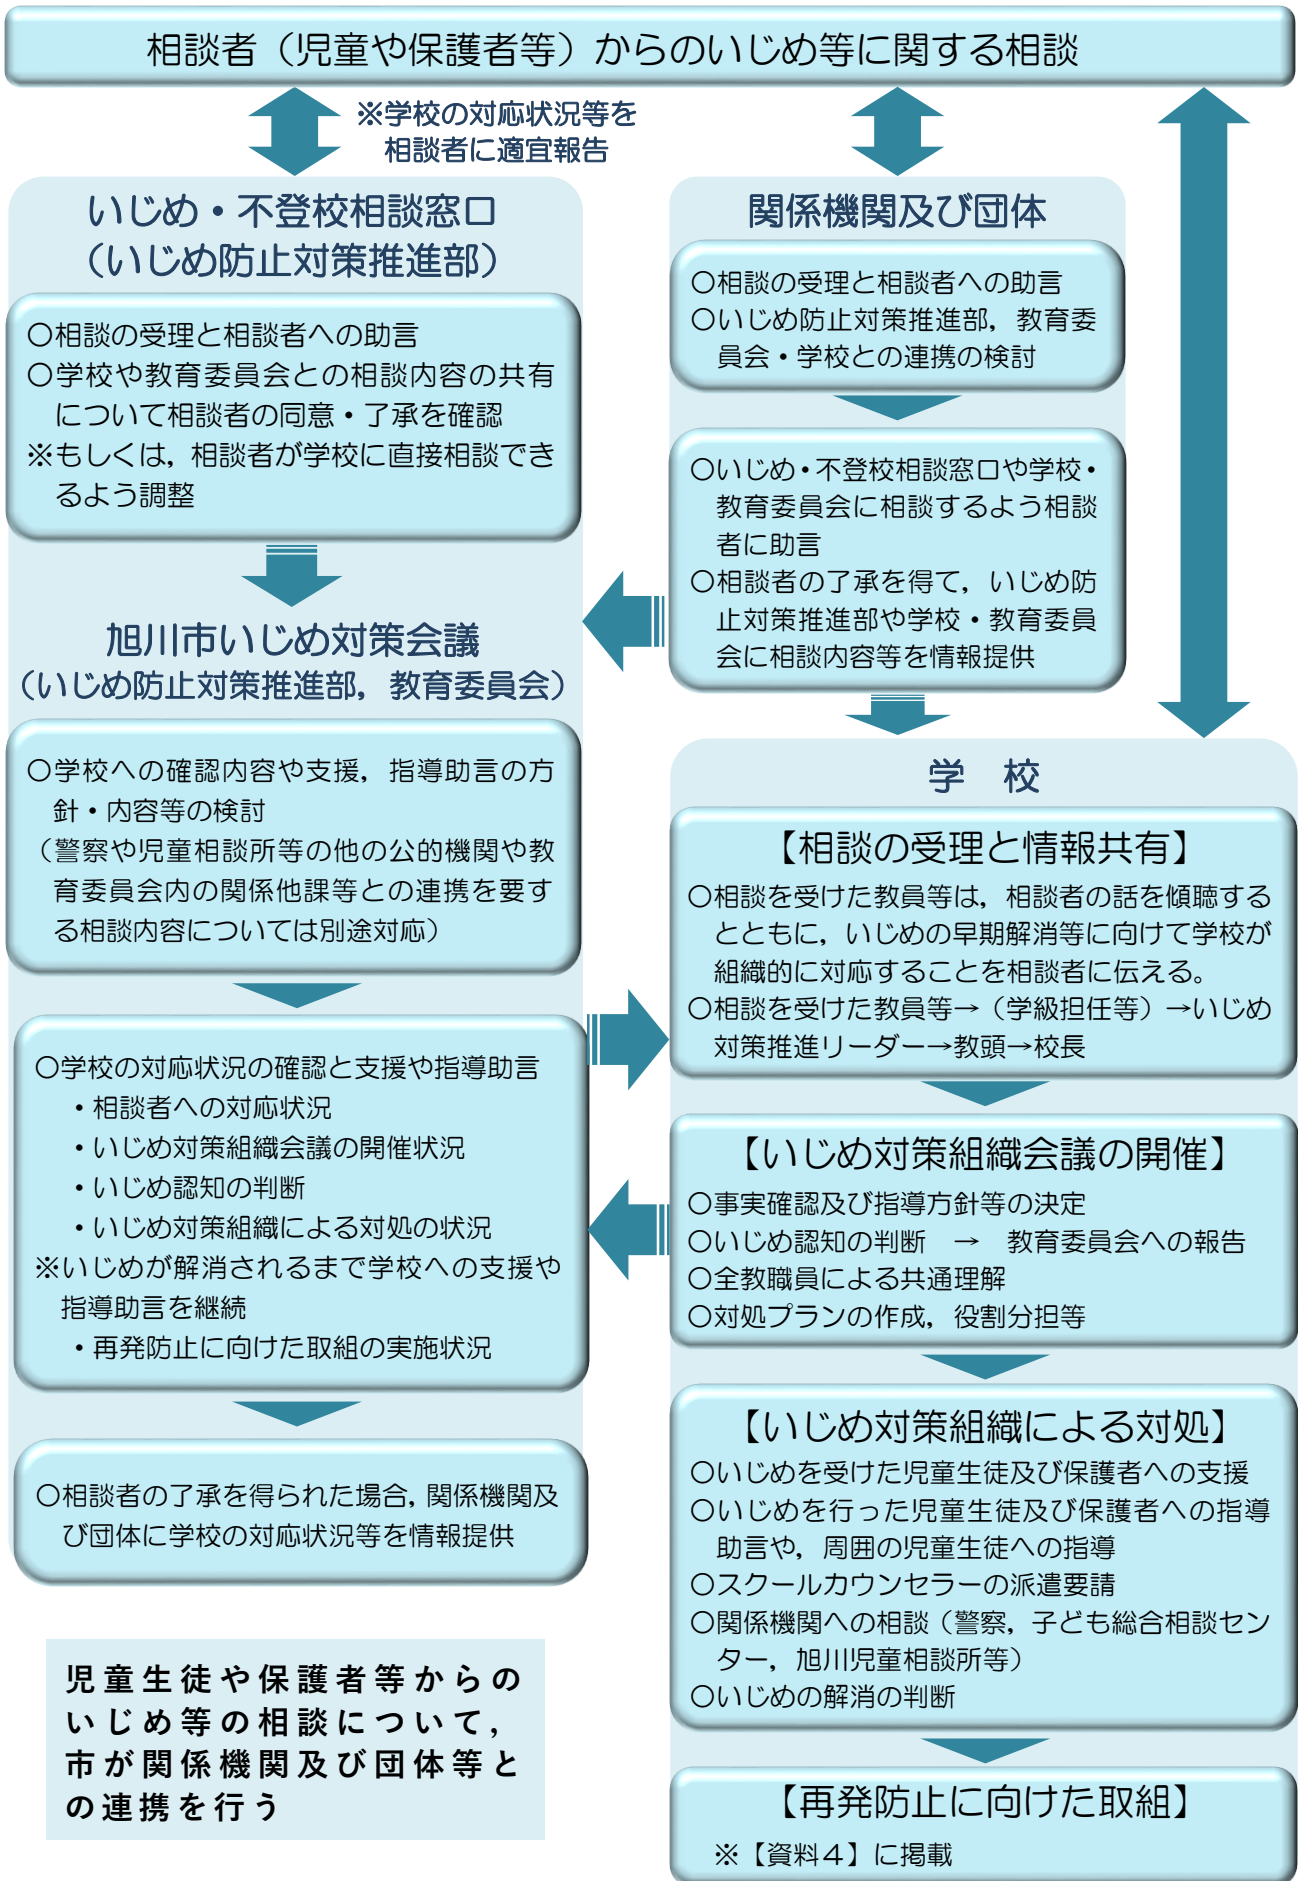 相談者（児童や保護者等）からのいじめ等に関する相談
※学校の対応状況等を
相談者に適宜報告
いじめ・不登校相談窓口
（いじめ防止対策推進部）
〇相談の受理と相談者への助言
〇学校や教育委員会との相談内容の共有
について相談者の同意・了承を確認
※もしくは，相談者が学校に直接相談でき
るよう調整
旭川市いじめ対策会議
（いじめ防止対策推進部，教育委員会）
〇学校への確認内容や支援，指導助言の方
針・内容等の検討
（警察や児童相談所等の他の公的機関や教
育委員会内の関係他課等との連携を要す
る相談内容については別途対応）
〇学校の対応状況の確認と支援や指導助言
・相談者への対応状況
・いじめ対策組織会議の開催状況
・いじめ認知の判断
・いじめ対策組織による対処の状況
※いじめが解消されるまで学校への支援や
指導助言を継続
・再発防止に向けた取組の実施状況
〇相談者の了承を得られた場合，関係機関及
び団体に学校の対応状況等を情報提供
児童生徒や保護者等からの
いじめ等の相談について，
市が関係機関及び団体等と
の連携を行う
関係機関及び団体
〇相談の受理と相談者への助言
〇いじめ防止対策推進部，教育委
員会・学校との連携の検討
〇いじめ・不登校相談窓口や学校・
教育委員会に相談するよう相談
者に助言
〇相談者の了承を得て，いじめ防
止対策推進部や学校・教育委員
会に相談内容等を情報提供
学　校
【相談の受理と情報共有】
〇相談を受けた教員等は，相談者の話を傾聴する
とともに，いじめの早期解消等に向けて学校が
組織的に対応することを相談者に伝える。
〇相談を受けた教員等→（学級担任等）→いじめ
対策推進リーダー→教頭→校長
【いじめ対策組織会議の開催】
〇事実確認及び指導方針等の決定
〇いじめ認知の判断　→　教育委員会への報告
〇全教職員による共通理解
〇対処プランの作成，役割分担等
【いじめ対策組織による対処】
〇いじめを受けた児童生徒及び保護者への支援
〇いじめを行った児童生徒及び保護者への指導
助言や，周囲の児童生徒への指導
〇スクールカウンセラーの派遣要請
〇関係機関への相談（警察，子ども総合相談セン
ター，旭川児童相談所等）
〇いじめの解消の判断
【再発防止に向けた取組】
※【資料４】に掲載